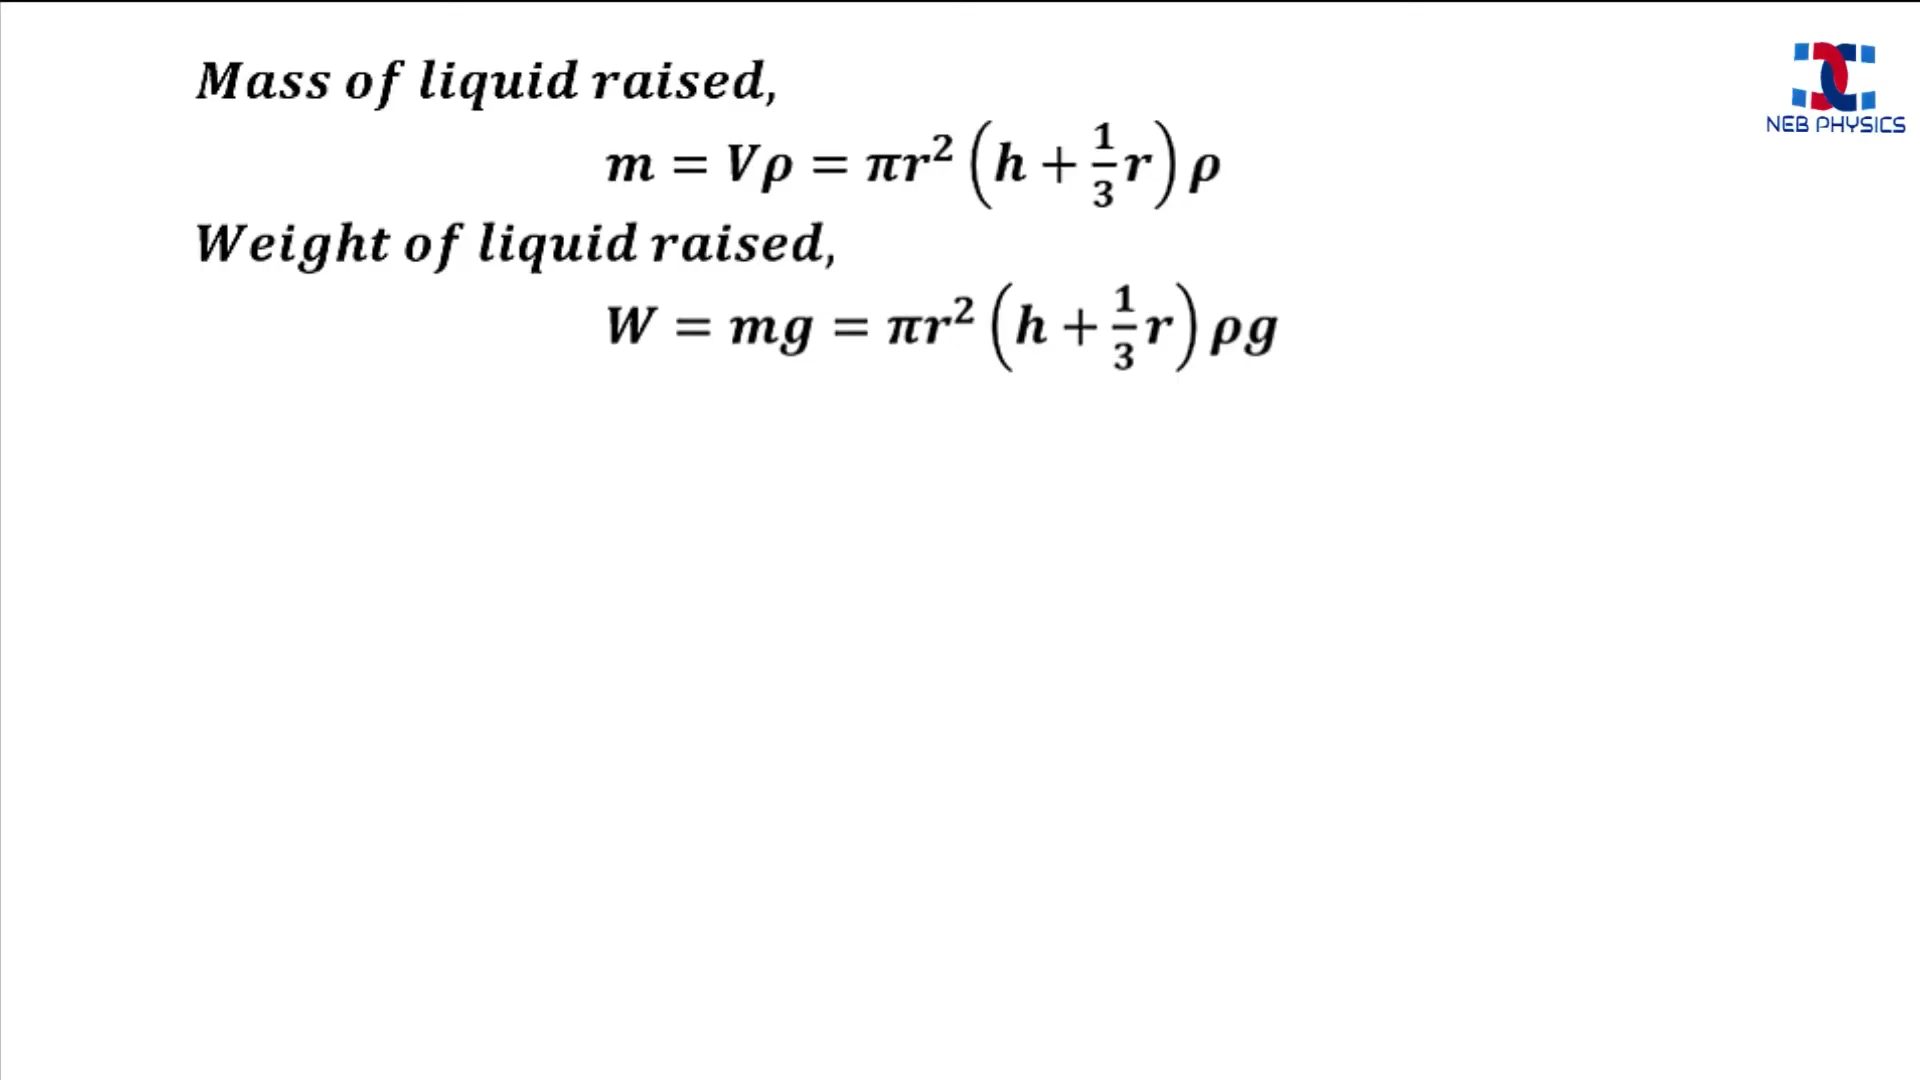 Mass of liquid raised,
NEB PHYSICS
m = Vρ = πr² (h + 1/3 r) ρ
Weight of liquid raised,
W = mg = πr² (h + 1/3 r) ρg